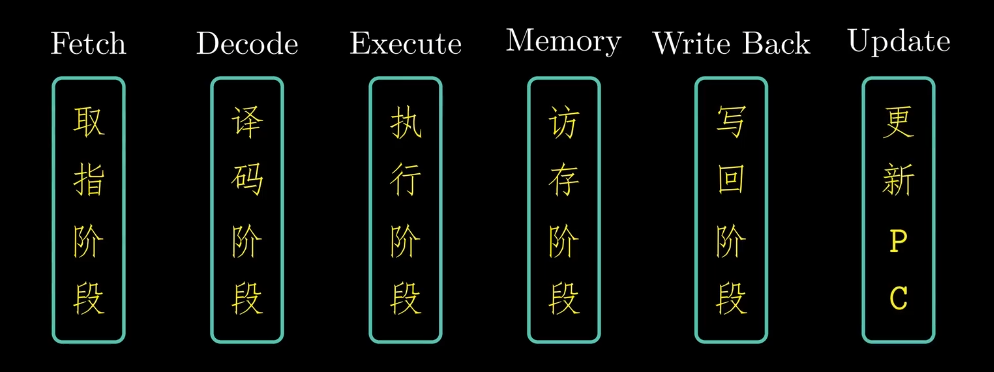 Fetch
Decode
Execute
Memory
Write Back
Update
取指阶段
译码阶段
执行阶段
访存阶段
写回阶段
更新PC